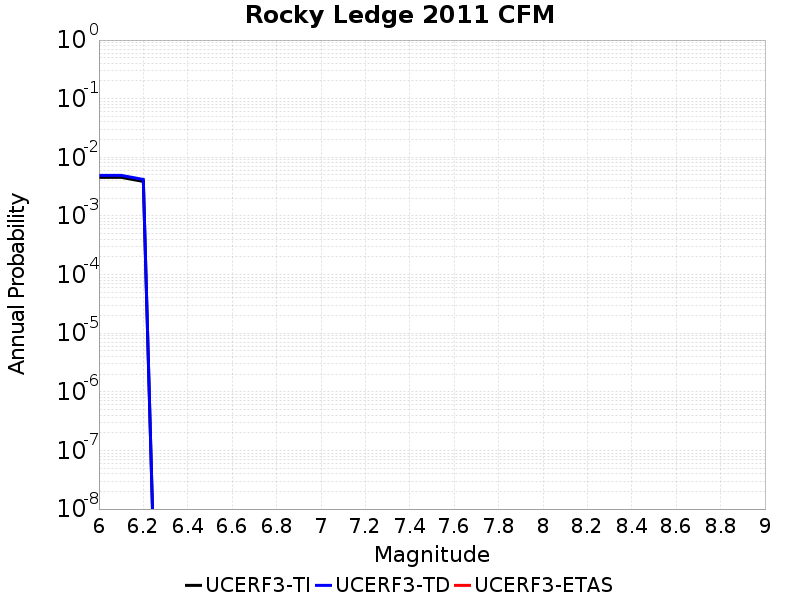 Rocky Ledge 2011 CFM
10^0
10^-1
10^-2
10^-3
10^-4
10^-5
10^-6
10^-7
10^-8
Annual Probability
6 6.2 6.4 6.6 6.8 7 7.2 7.4 7.6 7.8 8 8.2 8.4 8.6 8.8 9
Magnitude
UCERF3-TI UCERF3-TD UCERF3-ETAS